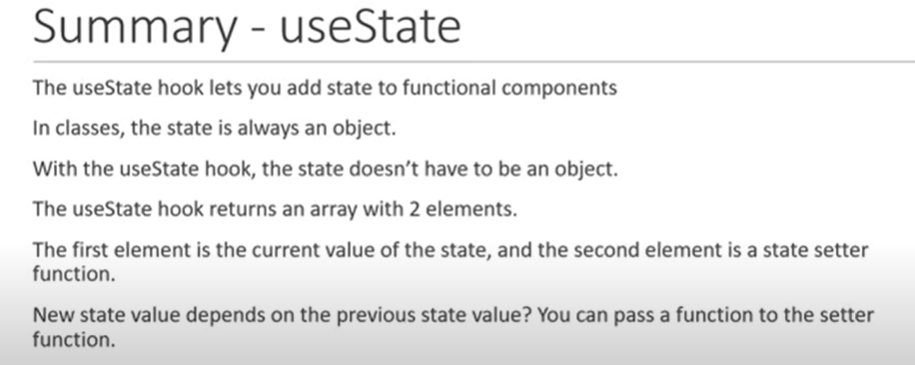 Summary - useState
The useState hook lets you add state to functional components
In classes, the state is always an object.
With the useState hook, the state doesn’t have to be an object.
The useState hook returns an array with 2 elements.
The first element is the current value of the state, and the second element is a state setter
function.
New state value depends on the previous state value? You can pass a function to the setter
function.